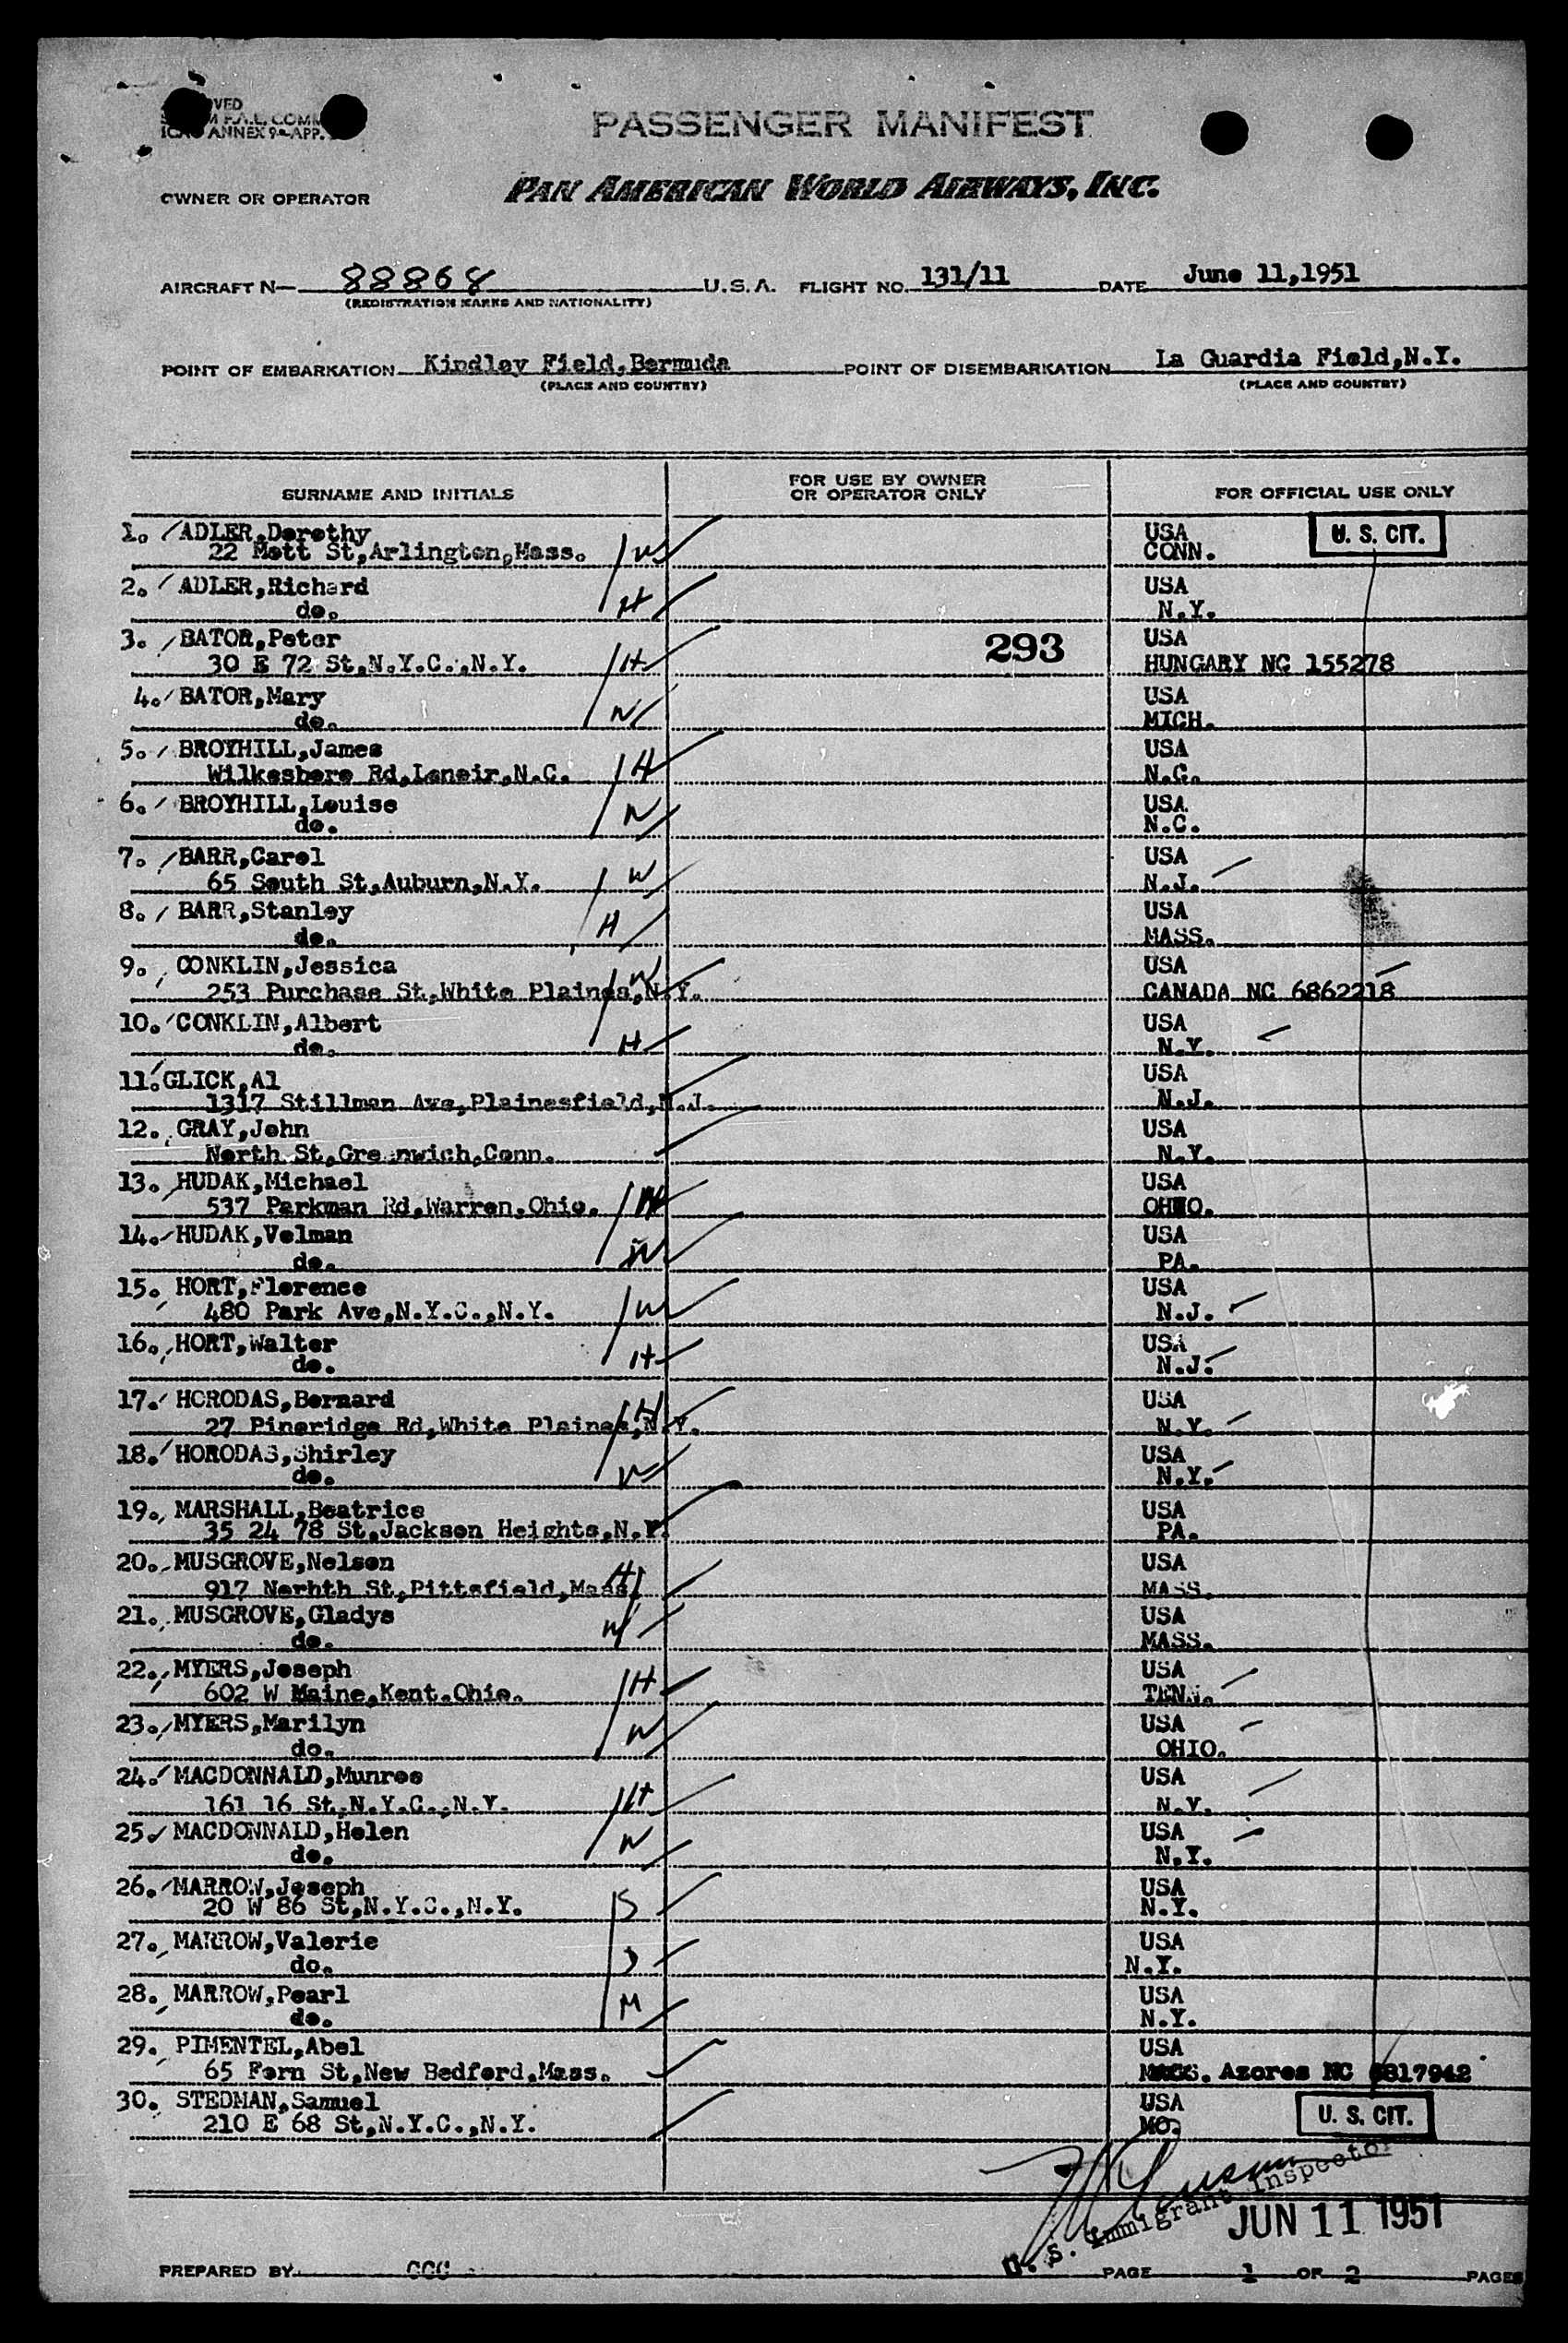 PASSENGER MANIFEST
ANNEX 9-APP.
OWNER OR OPERATOR PAN AMERICAN WORLD AIRWAYS, INC.
AIRCRAFT N— 88868 U.S.A. FLIGHT NO. 131/11 DATE June 11,1951
(REGISTRATION MARKS AND NATIONALITY)
POINT OF EMBARKATION Kindley Field,Bermuda POINT OF DISEMBARKATION La Guardia Field,N.Y.
(PLACE AND COUNTRY) (PLACE AND COUNTRY)
SURNAME AND INITIALS FOR USE BY OWNER OR OPERATOR ONLY FOR OFFICIAL USE ONLY
1. ADLER,Dorothy USA U. S. CIT.
22 Mott St,Arlington,Mass. W CONN.
2. ADLER,Richard USA
do. H N.Y.
3. BATOR,Peter 293 USA
30 E 72 St,N.Y.C.,N.Y. H HUNGARY NC 155278
4. BATOR,Mary USA
do. W MICH.
5. BROYHILL,James USA
Wilkesbore Rd,Leneir,N.C. H N.C.
6. BROYHILL,Louise USA
do. W N.C.
7. BARR,Carol USA
65 South St,Auburn,N.Y. W N.J.
8. BARR,Stanley USA
do. H MASS.
9. CONKLIN,Jessica USA
253 Purchase St,White Plaines,N.Y. W CANADA NC 6862218
10. CONKLIN,Albert USA
do. H N.Y.
11. GLICK,Al USA
1317 Stillman Ave,Plainesfield,N.J. N.J.
12. GRAY,John USA
North St,Greenwich,Conn. N.Y.
13. HUDAK,Michael USA
537 Parkman Rd,Warren.Ohio. H OHIO.
14. HUDAK,Velman USA
do. W PA.
15. HORT,Florence USA
480 Park Ave,N.Y.C.,N.Y. W N.J.
16. HORT,Walter USA
do. H N.J.
17. HORODAS,Bernard USA
27 Pineridge Rd,White Plaines,N.Y. H N.Y.
18. HORODAS,Shirley USA
do. W N.Y.
19. MARSHALL,Beatrice USA
35 24 78 St,Jackson Heights,N.Y. PA.
20. MUSGROVE,Nelson USA
917 Norhth St,Pittsfield,Mass. H MASS.
21. MUSGROVE,Gladys USA
do. W MASS.
22. MYERS,Joseph USA
602 W Maine,Kent.Ohio. H TENN.
23. MYERS,Marilyn USA
do. W OHIO.
24. MACDONNALD,Munroe USA
161 16 St,N.Y.C.,N.Y. H N.Y.
25. MACDONNALD,Helen USA
do. W N.Y.
26. MARROW,Joseph USA
20 W 86 St,N.Y.C.,N.Y. S N.Y.
27. MARROW,Valerie USA
do. N.Y.
28. MARROW,Pearl USA
do. M N.Y.
29. PIMENTEL,Abel USA
65 Fern St,New Bedford,Mass. MASS. Azores NC 6817942
30. STEDMAN,Samuel USA U. S. CIT.
210 E 68 St,N.Y.C.,N.Y. MO.
U. S. Immigrant Inspector
JUN 11 1951
PREPARED BY CCC PAGE 1 OF 2 PAGES